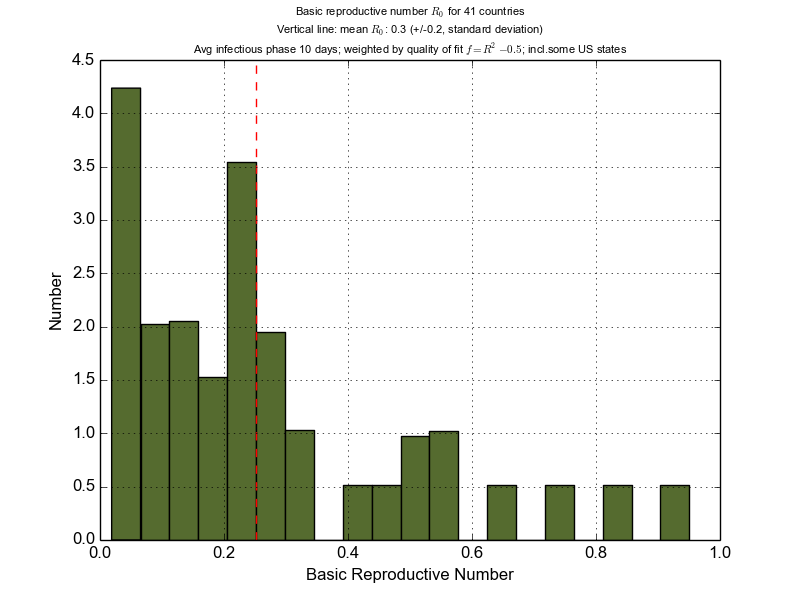 Basic reproductive number R₀ for 41 countries
Vertical line: mean R₀: 0.3 (+/-0.2, standard deviation)
Avg infectious phase 10 days; weighted by quality of fit f=R² −0.5; incl.some US states
4.5
4.0
3.5
3.0
2.5
2.0
1.5
1.0
0.5
0.0
Number
0.0 0.2 0.4 0.6 0.8 1.0
Basic Reproductive Number